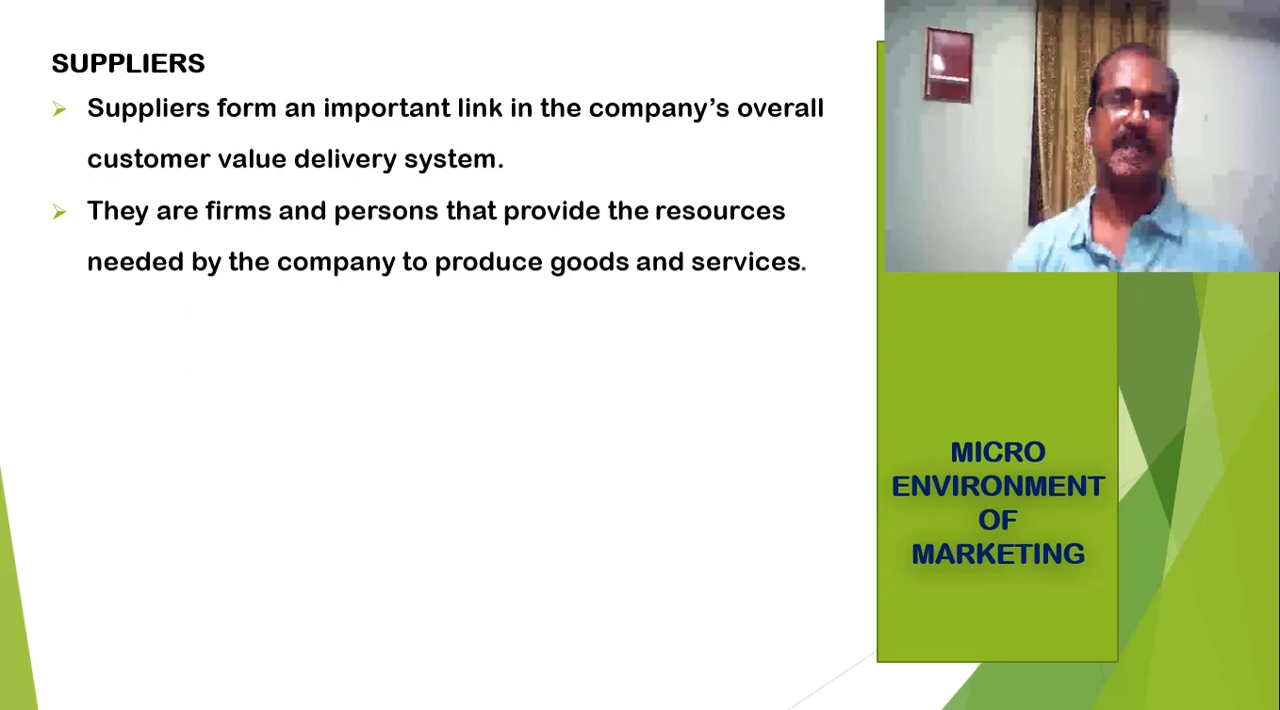 SUPPLIERS
Suppliers form an important link in the company’s overall
customer value delivery system.
They are firms and persons that provide the resources
needed by the company to produce goods and services.
MICRO
ENVIRONMENT
OF
MARKETING